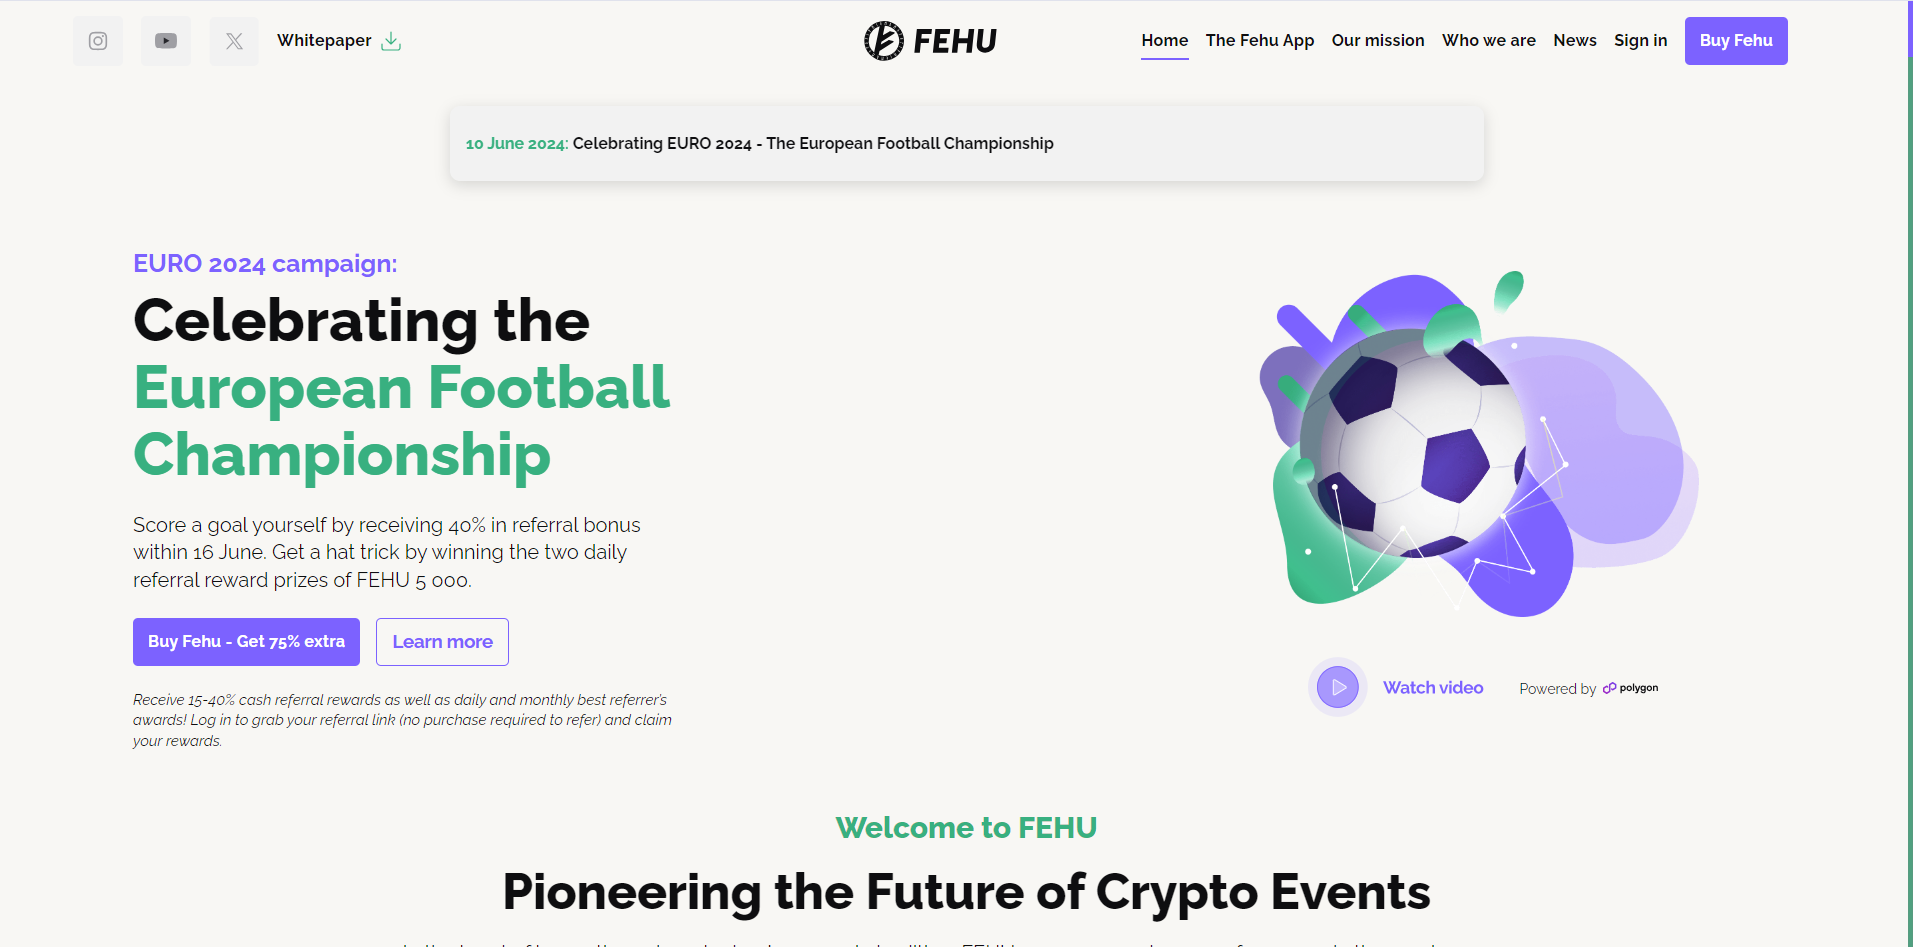 Whitepaper
FEHU
Home The Fehu App Our mission Who we are News Sign in Buy Fehu
10 June 2024: Celebrating EURO 2024 - The European Football Championship
EURO 2024 campaign:
Celebrating the
European Football
Championship
Score a goal yourself by receiving 40% in referral bonus
within 16 June. Get a hat trick by winning the two daily
referral reward prizes of FEHU 5 000.
Buy Fehu - Get 75% extra
Learn more
Receive 15-40% cash referral rewards as well as daily and monthly best referrer's
awards! Log in to grab your referral link (no purchase required to refer) and claim
your rewards.
Watch video
Powered by polygon
Welcome to FEHU
Pioneering the Future of Crypto Events